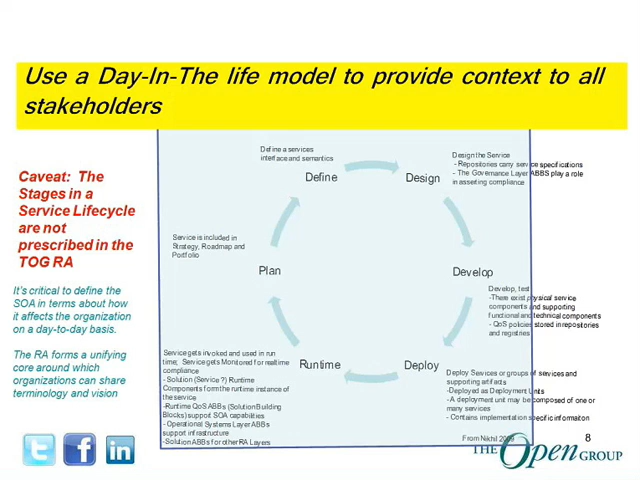 Use a Day-In-The life model to provide context to all
stakeholders
Caveat: The
Stages in a
Service Lifecycle
are not
prescribed in the
TOG RA
It's critical to define the
SOA in terms about how
it affects the organization
on a day-to-day basis.
The RA forms a unifying
core around which
organizations can share
terminology and vision
Define a services
interface and semantics
Define
Design the Service
- Repositories carry service specifications
- The Governance Layer ABBS play a role
in asserting compliance
Design
Service is included in
Strategy, Roadmap and
Portfolio
Plan
Develop
Develop, test
-There exist physical service
components and supporting
functional and technical components
- QoS policies stored in repositories
and registries
Service gets invoked and used in run
time; Service gets Monitored for realtime
compliance
- Solution (Service ?) Runtime
Components form the runtime instance of
the service
-Runtime QoS ABBs (Solution Building
Blocks) support SOA capabilities
- Operational Systems Layer ABBs
support infrastructure
-Solution ABBs for other RA Layers
Runtime
Deploy
Deploy Services or groups of services and
supporting artifacts
-Deployed as Deployment Units
-A deployment unit may be composed of one or
many services
- Contains implementation specific information
From Nikhil 2009
8
THE Open GROUP